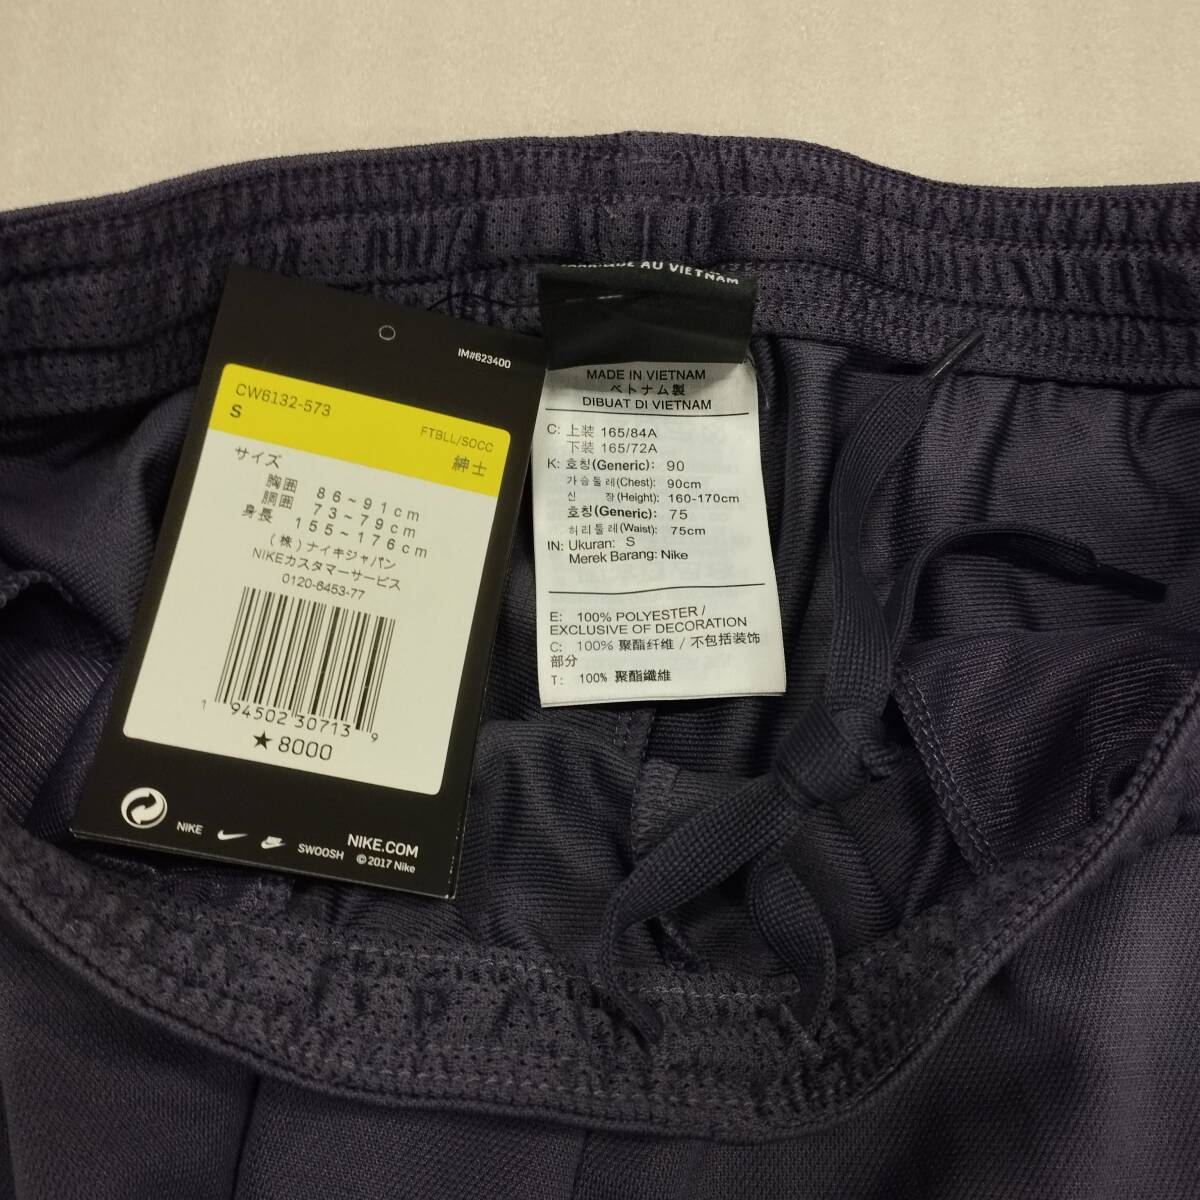 IM#623400
CW6132-573
S
FTBLL/SOCC
サイズ 紳士
胸囲 86~91cm
胴囲 73~79cm
身長 155~176cm
(株)ナイキジャパン
NIKEカスタマーサービス
0120-6453-77
1 94502 30713 9
★8000
NIKE
SWOOSH
NIKE.COM
©2017 Nike
AU VIETNAM
MADE IN VIETNAM
ベトナム製
DIBUAT DI VIETNAM
C: 上装 165/84A
下装 165/72A
K: 호칭(Generic): 90
가슴둘레(Chest): 90cm
신 장(Height): 160-170cm
호칭(Generic): 75
허리둘레(Waist): 75cm
IN: Ukuran: S
Merek Barang: Nike
E: 100% POLYESTER /
EXCLUSIVE OF DECORATION
C: 100% 聚酯纤维 / 不包括装饰
部分
T: 100% 聚酯纖維